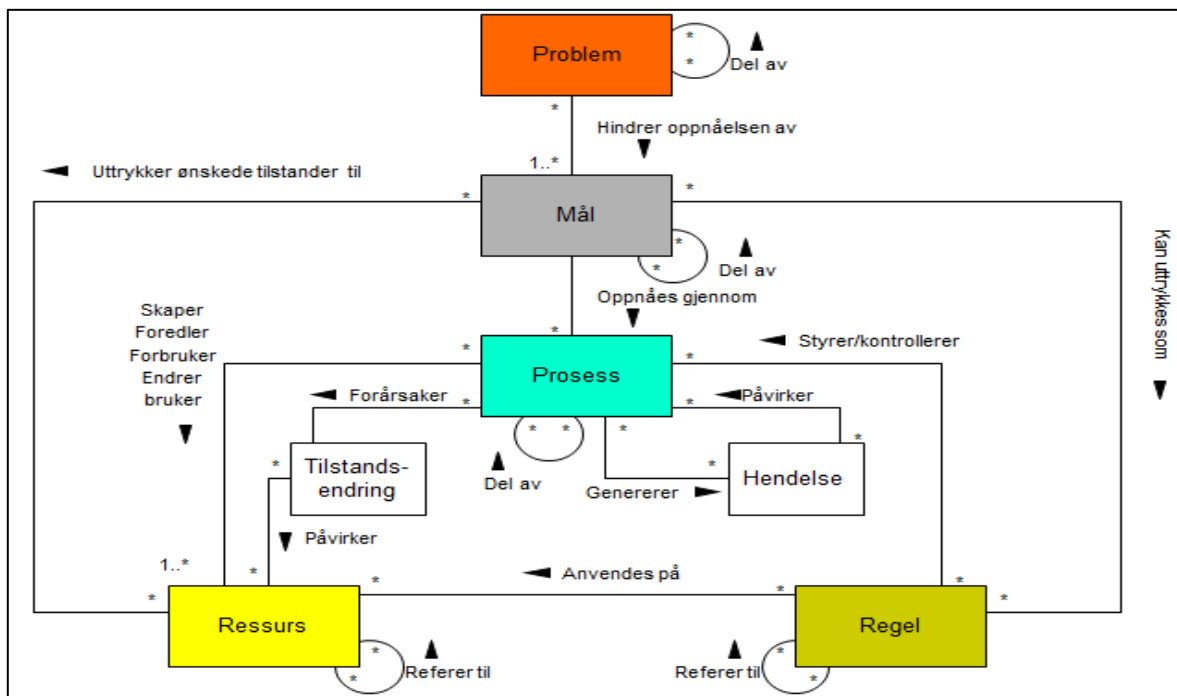 Problem
*
*
Del av
*
Hindrer oppnåelsen av
1..*
Uttrykker ønskede tilstander til
*
*
Mål
*
*
Del av
Kan uttrykkes som
Oppnåes gjennom
*
Skaper
Foredler
Forbruker
Endrer
bruker
*
*
Styrer/kontrollerer
Prosess
Forårsaker
*
*
Påvirker
*
*
*
*
*
*
Tilstands-
endring
Del av
Genererer
Hendelse
Påvirker
1..*
*
*
*
Anvendes på
*
*
*
*
Ressurs
Regel
*
*
Referer til
Referer til
*
*